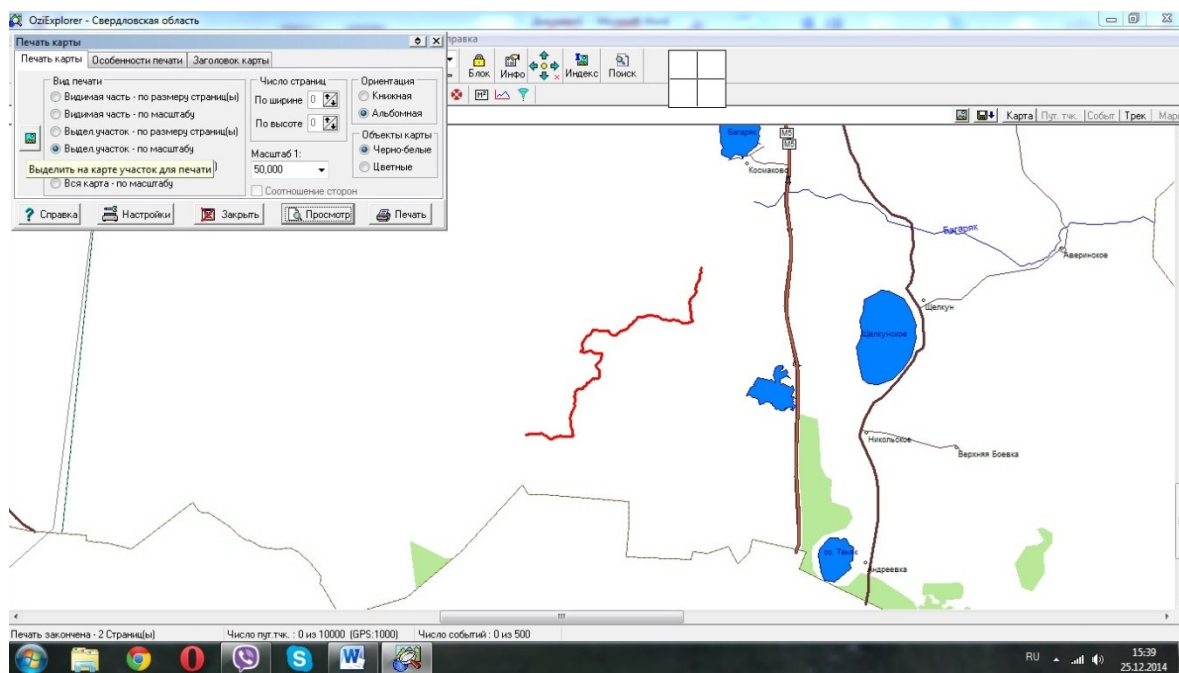 OziExplorer - Свердловская область
Печать карты
Печать карты Особенности печати Заголовок карты
Вид печати
Видимая часть - по размеру страниц(ы)
Видимая часть - по масштабу
Выдел.участок - по размеру страниц(ы)
Выдел.участок - по масштабу
Выделить на карте участок для печати
Вся карта - по масштабу
Число страниц
По ширине 0
По высоте 0
Масштаб 1:
50,000
Соотношение сторон
Ориентация
Книжная
Альбомная
Объекты карты
Черно-белые
Цветные
? Справка Настройки Закрыть Просмотр Печать
Блок Инфо Индекс Поиск
Карта Пут. тчк. Событ Трек
Багаряк
M5
M5
Космаково
Багаряк
Аверинское
Щелкун
Щелкунское
Никольское
Верхняя Боевка
Андреевка
Печать закончена - 2 Страниц(ы) Число пут.тчк. : 0 из 10000 (GPS:1000) Число событий : 0 из 500
RU 15:39
25.12.2014